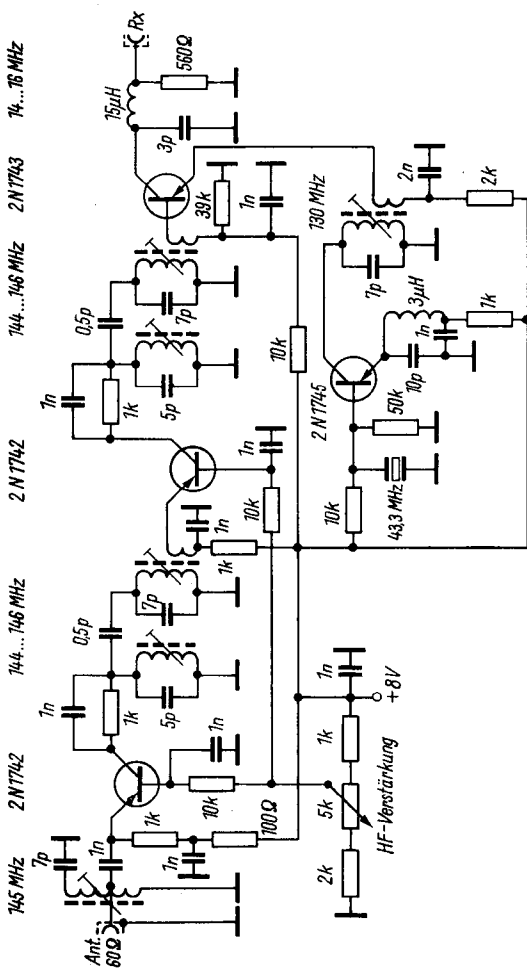 145 MHz
2N1742
144...146 MHz
2N1742
144...146 MHz
2N1743
14...16 MHz
7p
1n
1n
0,5p
1n
0,5p
15µH
Rx
Ant.
60Ω
1k
5p
7p
1k
5p
7p
3p
560Ω
1n
1k
1n
10k
1n
1n
1k
10k
39k
1n
100Ω
10k
130 MHz
7p
2n
2N1745
3µH
2k
1k
5k
1n
+8V
HF-Verstärkung
2k
10k
43,3 MHz
50k
10p
1n
1k